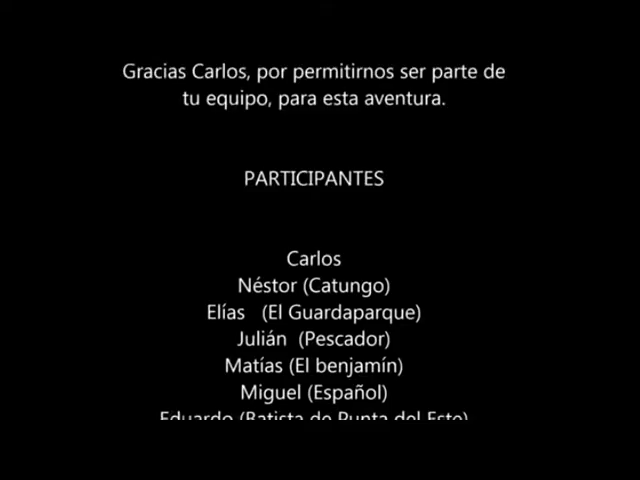 Gracias Carlos, por permitirnos ser parte de
tu equipo, para esta aventura.
PARTICIPANTES
Carlos
Néstor (Catungo)
Elías (El Guardaparque)
Julián (Pescador)
Matías (El benjamín)
Miguel (Español)
Eduardo (Batista de Punta del Este)